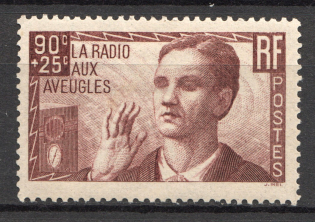 90c
+25c
LA RADIO
AUX
AVEUGLES
RF
POSTES